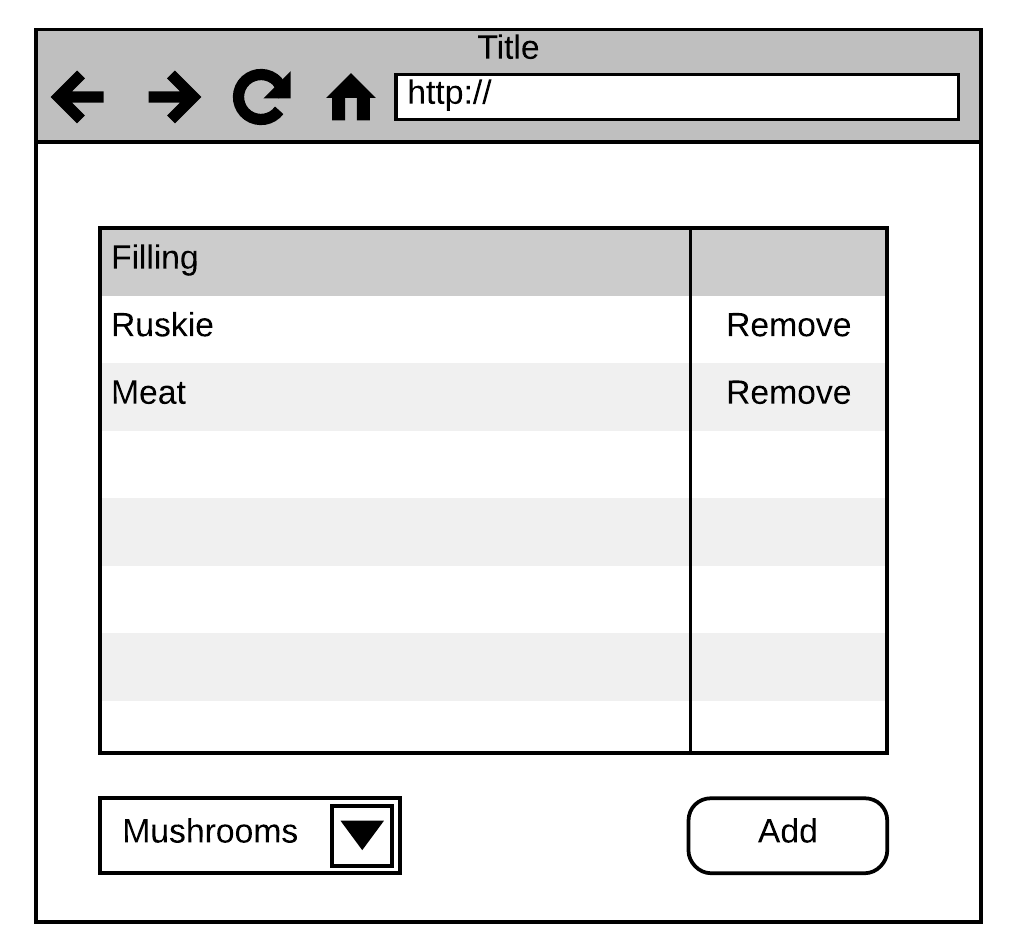 Title
http://
Filling
Ruskie Remove
Meat Remove
Mushrooms Add